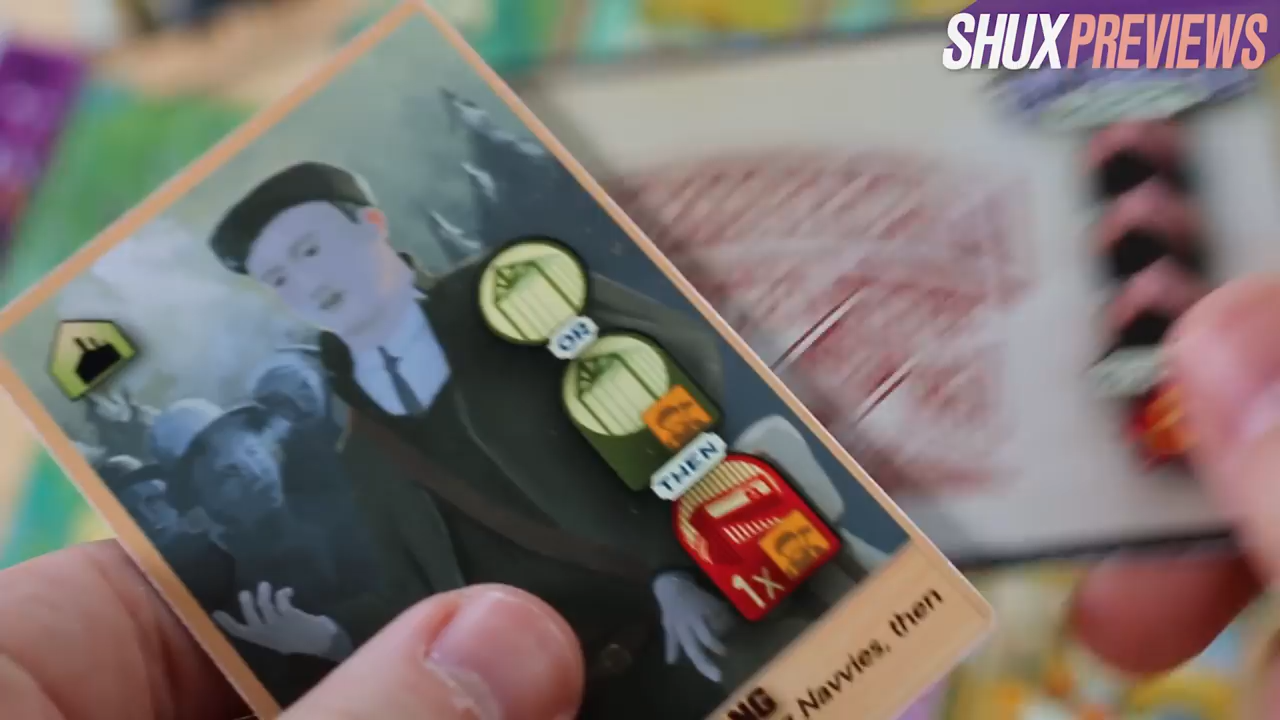 SHUX PREVIEWS
OR
THEN
1x
NG
Navvies, then